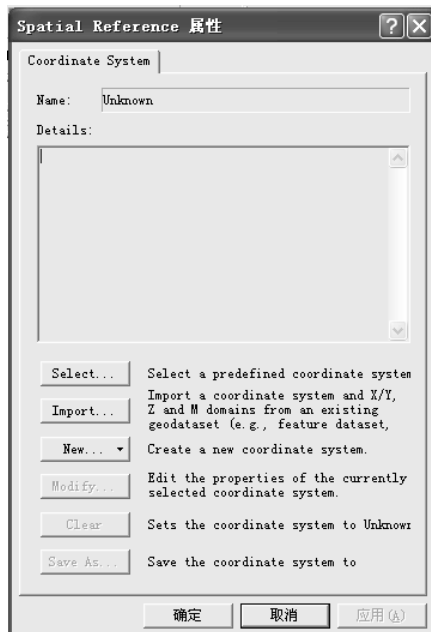 Spatial Reference 属性
Coordinate System
Name: Unknown
Details:
Select... Select a predefined coordinate system
Import a coordinate system and X/Y,
Import... Z and M domains from an existing
geodataset (e.g., feature dataset,
New... Create a new coordinate system.
Edit the properties of the currently
Modify... selected coordinate system.
Clear Sets the coordinate system to Unknown
Save As... Save the coordinate system to
确定 取消 应用(A)